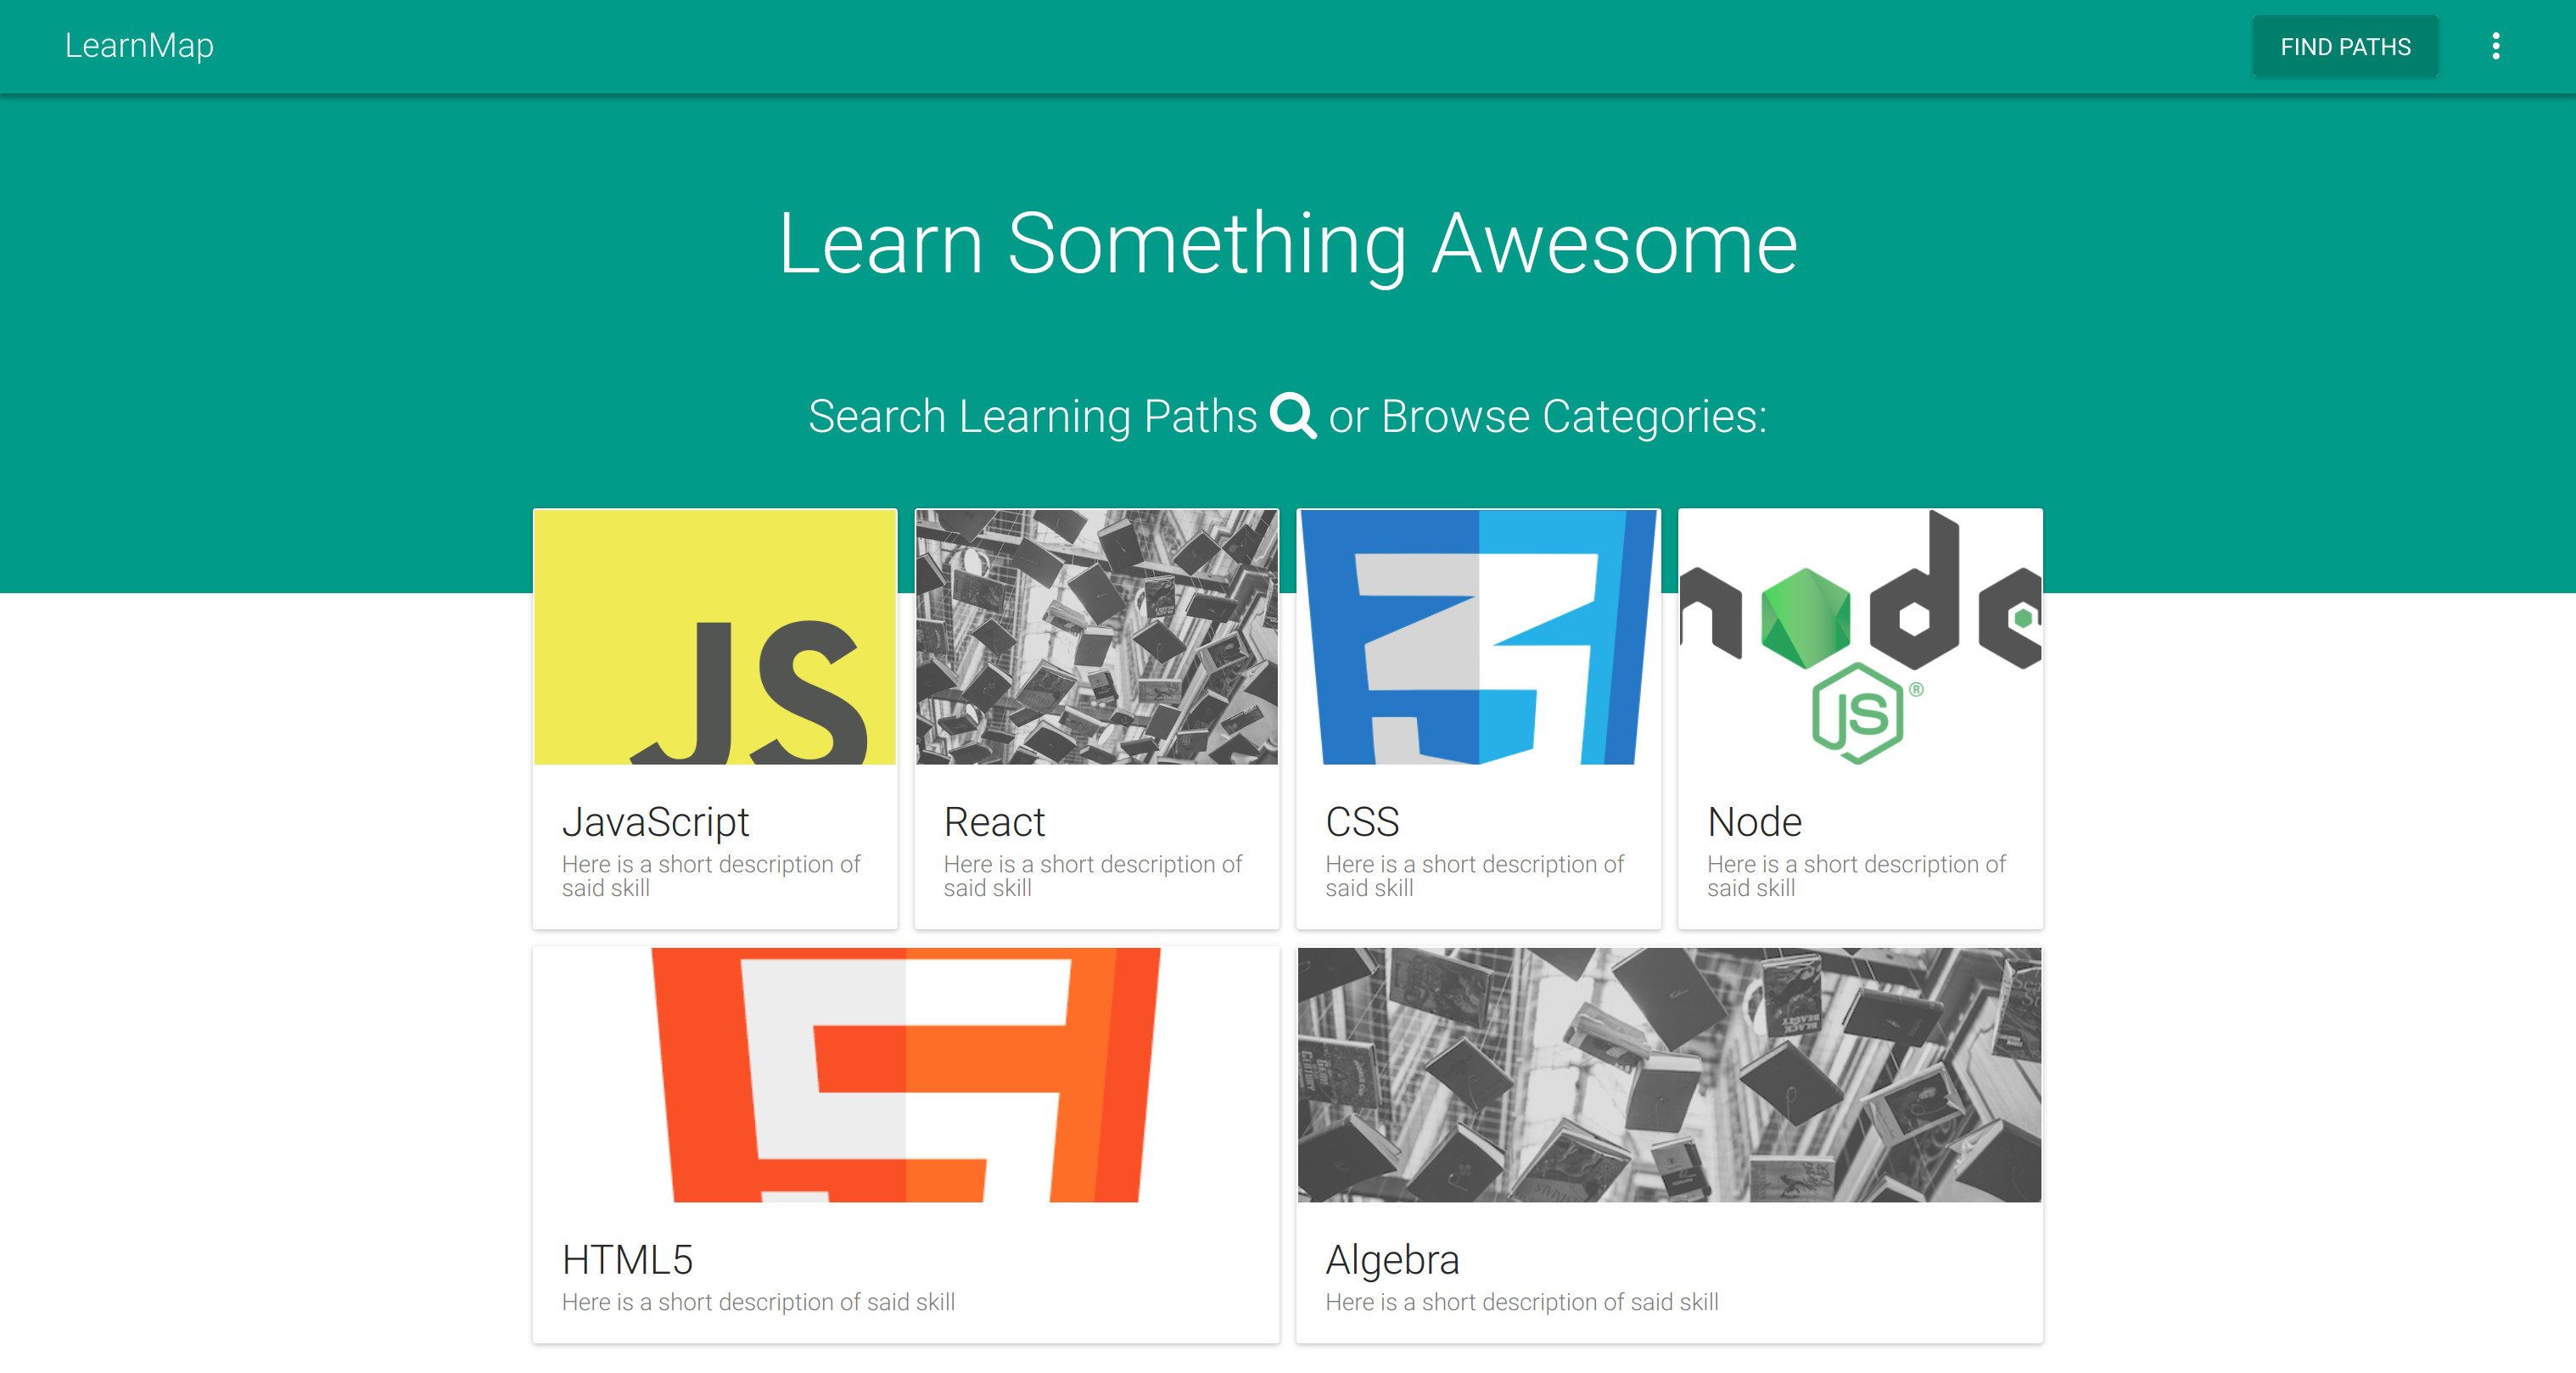 LearnMap
FIND PATHS
Learn Something Awesome
Search Learning Paths or Browse Categories:
JS
node
JS ®
JavaScript
Here is a short description of
said skill
React
Here is a short description of
said skill
CSS
Here is a short description of
said skill
Node
Here is a short description of
said skill
HTML5
Here is a short description of said skill
Algebra
Here is a short description of said skill